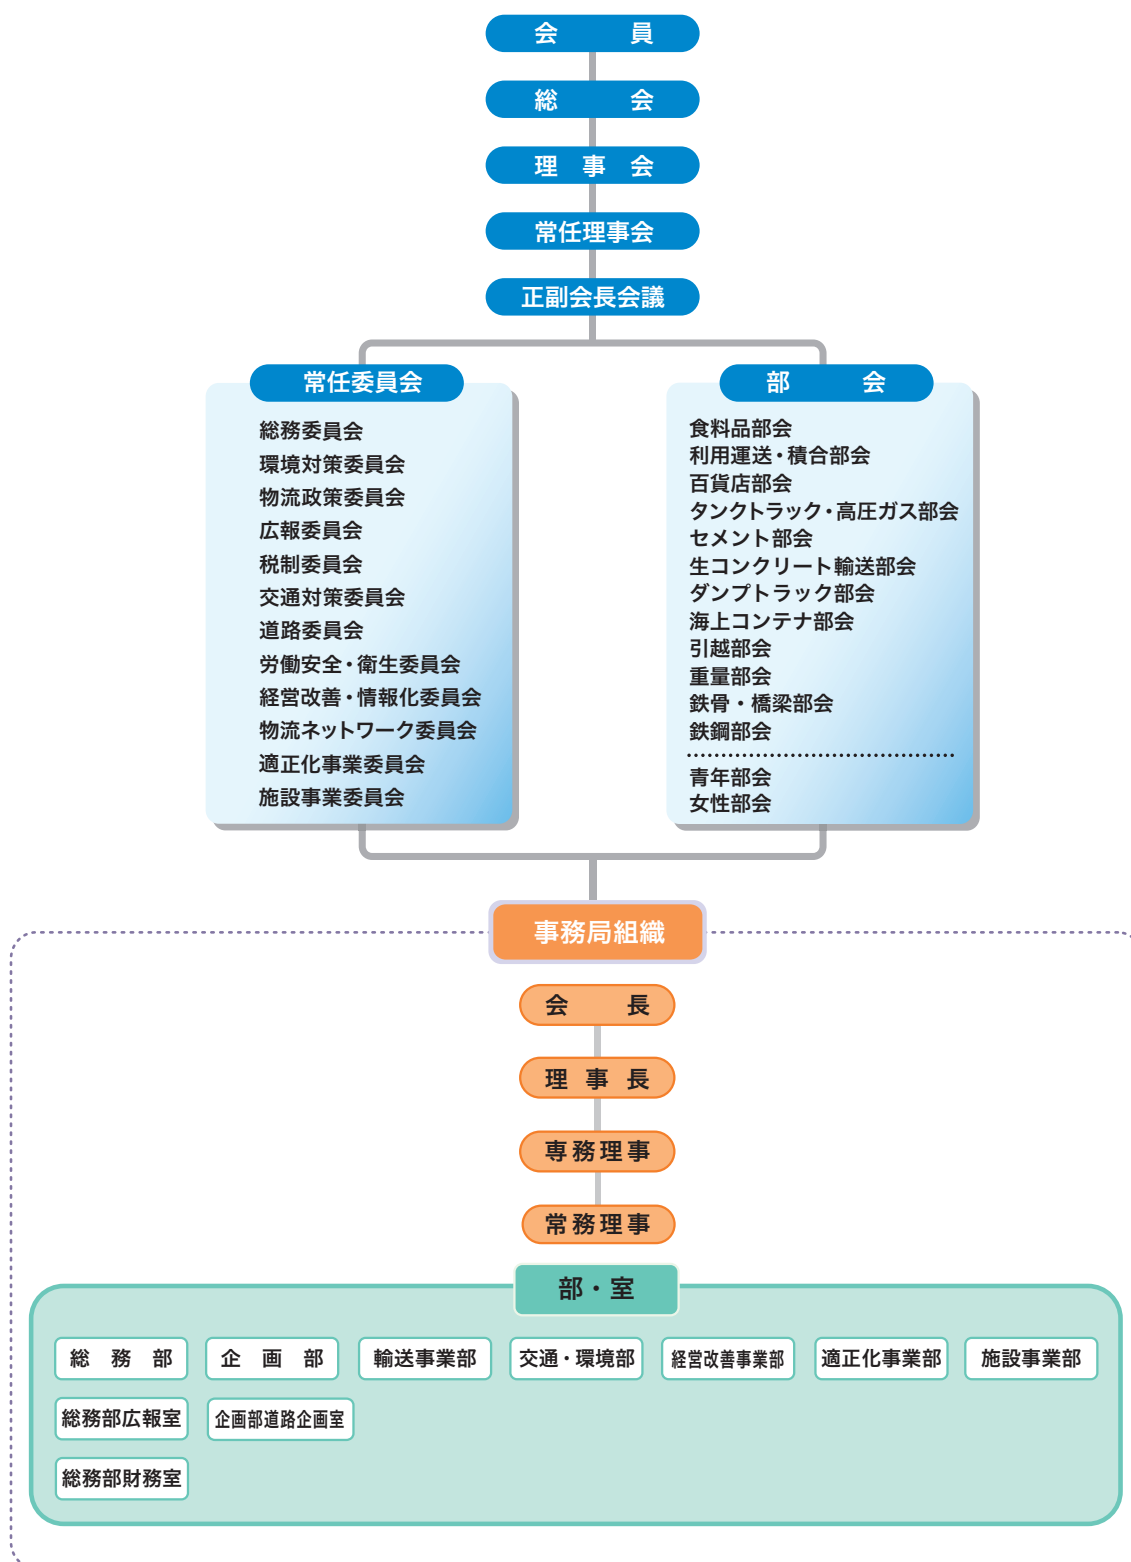 会員
総会
理事会
常任理事会
正副会長会議
常任委員会
総務委員会
環境対策委員会
物流政策委員会
広報委員会
税制委員会
交通対策委員会
道路委員会
労働安全・衛生委員会
経営改善・情報化委員会
物流ネットワーク委員会
適正化事業委員会
施設事業委員会
部会
食料品部会
利用運送・積合部会
百貨店部会
タンクトラック・高圧ガス部会
セメント部会
生コンクリート輸送部会
ダンプトラック部会
海上コンテナ部会
引越部会
重量部会
鉄骨・橋梁部会
鉄鋼部会
青年部会
女性部会
事務局組織
会長
理事長
専務理事
常務理事
部・室
総務部
企画部
輸送事業部
交通・環境部
経営改善事業部
適正化事業部
施設事業部
総務部広報室
企画部道路企画室
総務部財務室